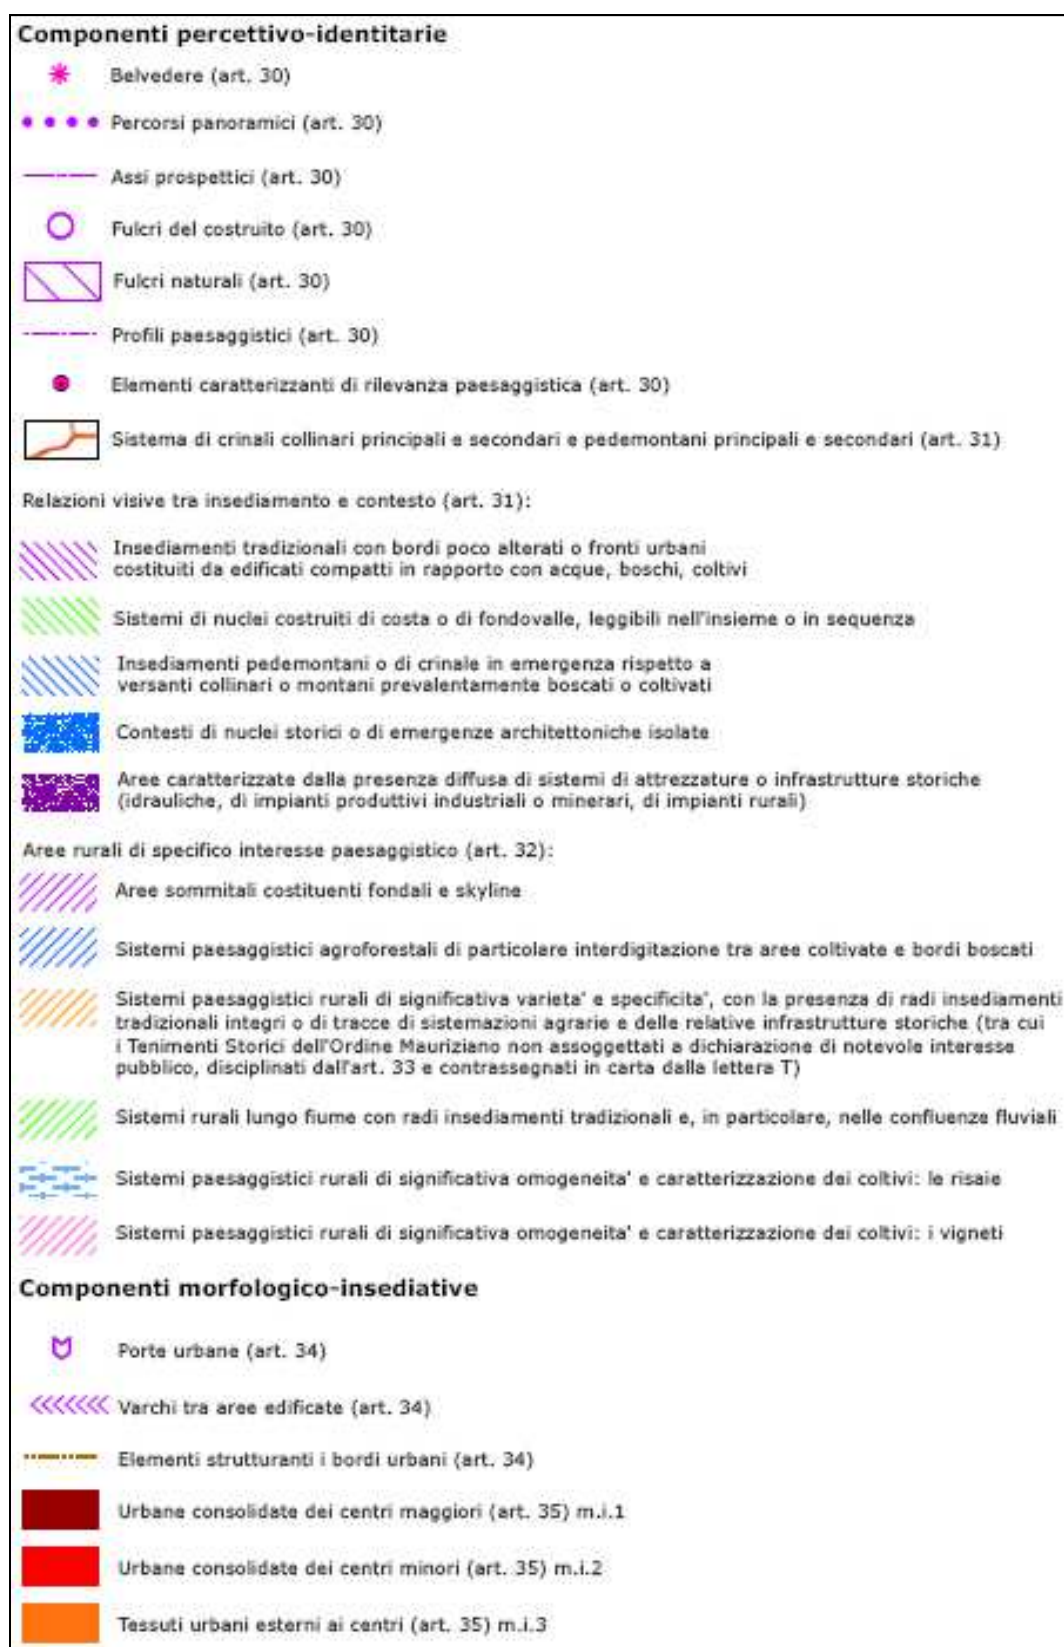 Componenti percettivo-identitarie
Belvedere (art. 30)
Percorsi panoramici (art. 30)
Assi prospettici (art. 30)
Fulcri del costruito (art. 30)
Fulcri naturali (art. 30)
Profili paesaggistici (art. 30)
Elementi caratterizzanti di rilevanza paesaggistica (art. 30)
Sistema di crinali collinari principali e secondari e pedemontani principali e secondari (art. 31)
Relazioni visive tra insediamento e contesto (art. 31):
Insediamenti tradizionali con bordi poco alterati o fronti urbani
costituiti da edificati compatti in rapporto con acque, boschi, coltivi
Sistemi di nuclei costruiti di costa o di fondovalle, leggibili nell'insieme o in sequenza
Insediamenti pedemontani o di crinale in emergenza rispetto a
versanti collinari o montani prevalentemente boscati o coltivati
Contesti di nuclei storici o di emergenze architettoniche isolate
Aree caratterizzate dalla presenza diffusa di sistemi di attrezzature o infrastrutture storiche
(idrauliche, di impianti produttivi industriali o minerari, di impianti rurali)
Aree rurali di specifico interesse paesaggistico (art. 32):
Aree sommitali costituenti fondali e skyline
Sistemi paesaggistici agroforestali di particolare interdigitazione tra aree coltivate e bordi boscati
Sistemi paesaggistici rurali di significativa varieta' e specificita', con la presenza di radi insediamenti
tradizionali integri o di tracce di sistemazioni agrarie e delle relative infrastrutture storiche (tra cui
i Tenimenti Storici dell'Ordine Mauriziano non assoggettati a dichiarazione di notevole interesse
pubblico, disciplinati dall'art. 33 e contrassegnati in carta dalla lettera T)
Sistemi rurali lungo fiume con radi insediamenti tradizionali e, in particolare, nelle confluenze fluviali
Sistemi paesaggistici rurali di significativa omogeneita' e caratterizzazione dei coltivi: le risaie
Sistemi paesaggistici rurali di significativa omogeneita' e caratterizzazione dei coltivi: i vigneti
Componenti morfologico-insediative
Porte urbane (art. 34)
Varchi tra aree edificate (art. 34)
Elementi strutturanti i bordi urbani (art. 34)
Urbane consolidate dei centri maggiori (art. 35) m.i.1
Urbane consolidate dei centri minori (art. 35) m.i.2
Tessuti urbani esterni ai centri (art. 35) m.i.3